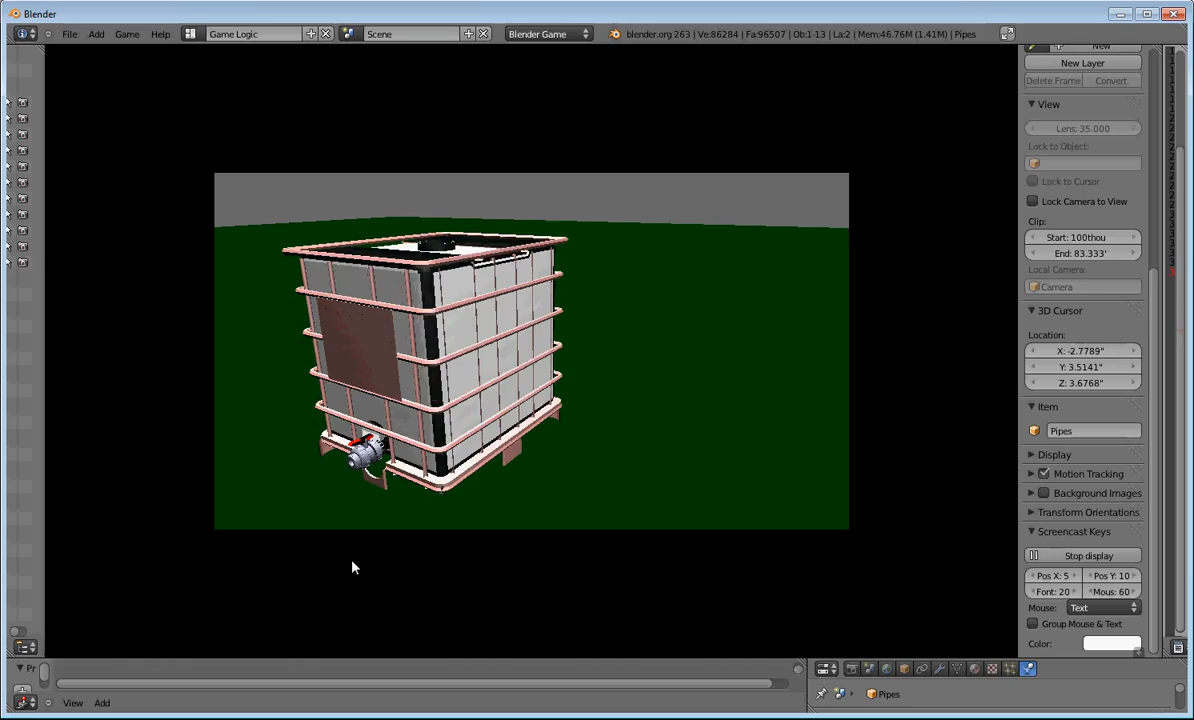 Blender
File Add Game Help Game Logic Scene Blender Game blender.org 263 | Ve:86284 | Fa:96507 | Ob:1-13 | La:2 | Mem:46.76M (1.41M) | Pipes
New
New Layer
Delete Frame Convert
View
Lens: 35.000
Lock to Object:
Lock to Cursor
Lock Camera to View
Clip:
Start: 100thou
End: 83.333'
Local Camera:
Camera
3D Cursor
Location:
X: -2.7789"
Y: 3.5141"
Z: 3.6768"
Item
Pipes
Display
Motion Tracking
Background Images
Transform Orientations
Screencast Keys
Stop display
Pos X: 5 Pos Y: 10
Font: 20 Mous: 60
Mouse: Text
Group Mouse & Text
Color:
Pr
View Add
Pipes